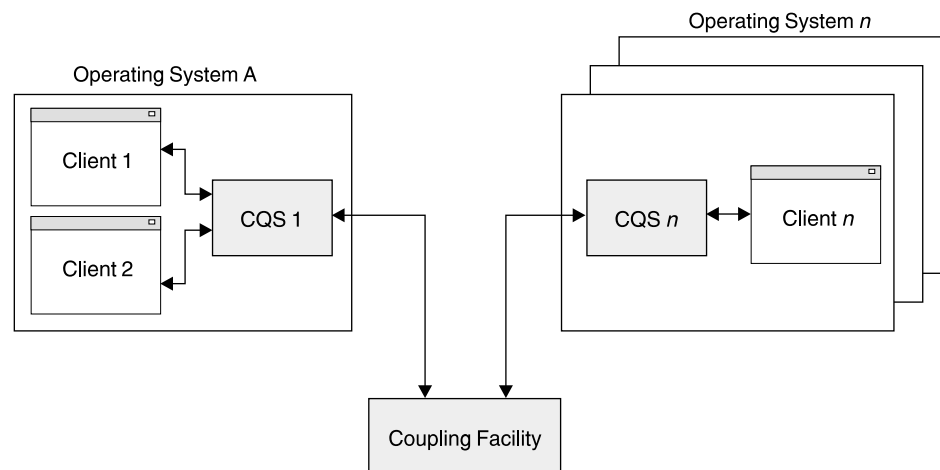 Operating System n
Operating System A
Client 1
CQS 1
Client 2
CQS n
Client n
Coupling Facility